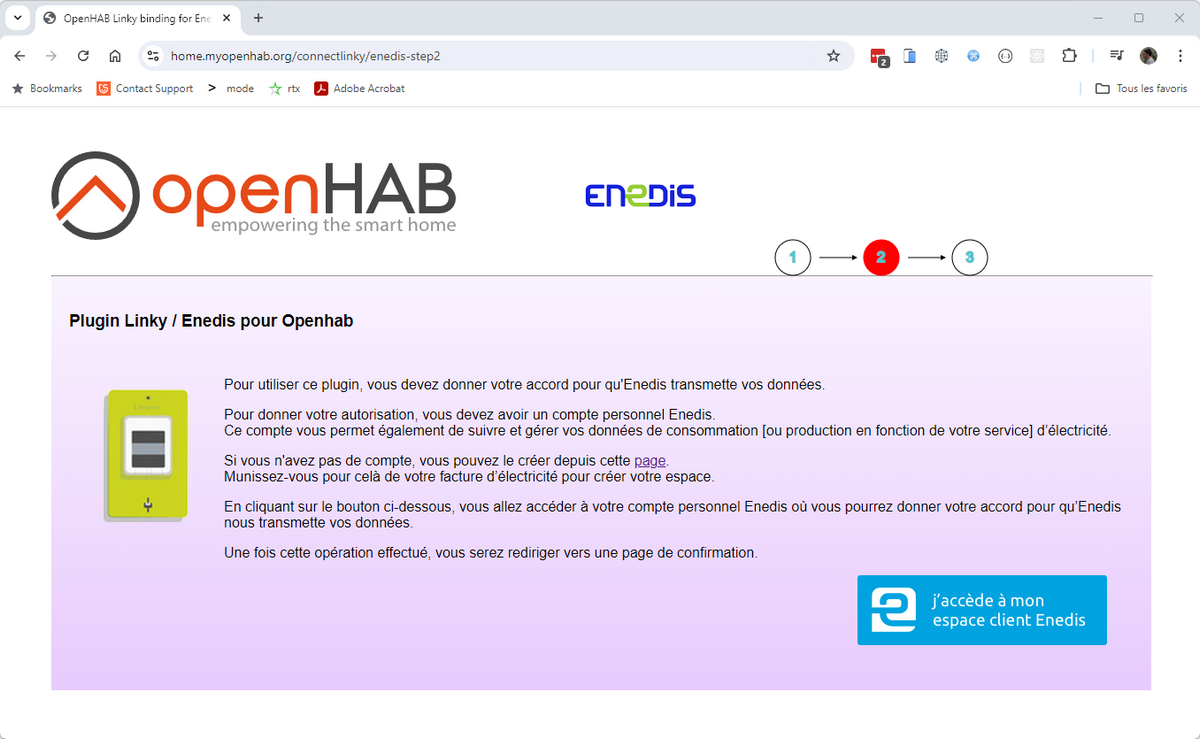 OpenHAB Linky binding for Ene
home.myopenhab.org/connectlinky/enedis-step2
2
Bookmarks
Contact Support
mode
rtx
Adobe Acrobat
Tous les favoris
openHAB
empowering the smart home
ENEDIS
1
2
3
Plugin Linky / Enedis pour Openhab
Pour utiliser ce plugin, vous devez donner votre accord pour qu'Enedis transmette vos données.
Pour donner votre autorisation, vous devez avoir un compte personnel Enedis.
Ce compte vous permet également de suivre et gérer vos données de consommation [ou production en fonction de votre service] d’électricité.
Si vous n'avez pas de compte, vous pouvez le créer depuis cette page.
Munissez-vous pour celà de votre facture d’électricité pour créer votre espace.
En cliquant sur le bouton ci-dessous, vous allez accéder à votre compte personnel Enedis où vous pourrez donner votre accord pour qu’Enedis
nous transmette vos données.
Une fois cette opération effectué, vous serez rediriger vers une page de confirmation.
j’accède à mon
espace client Enedis